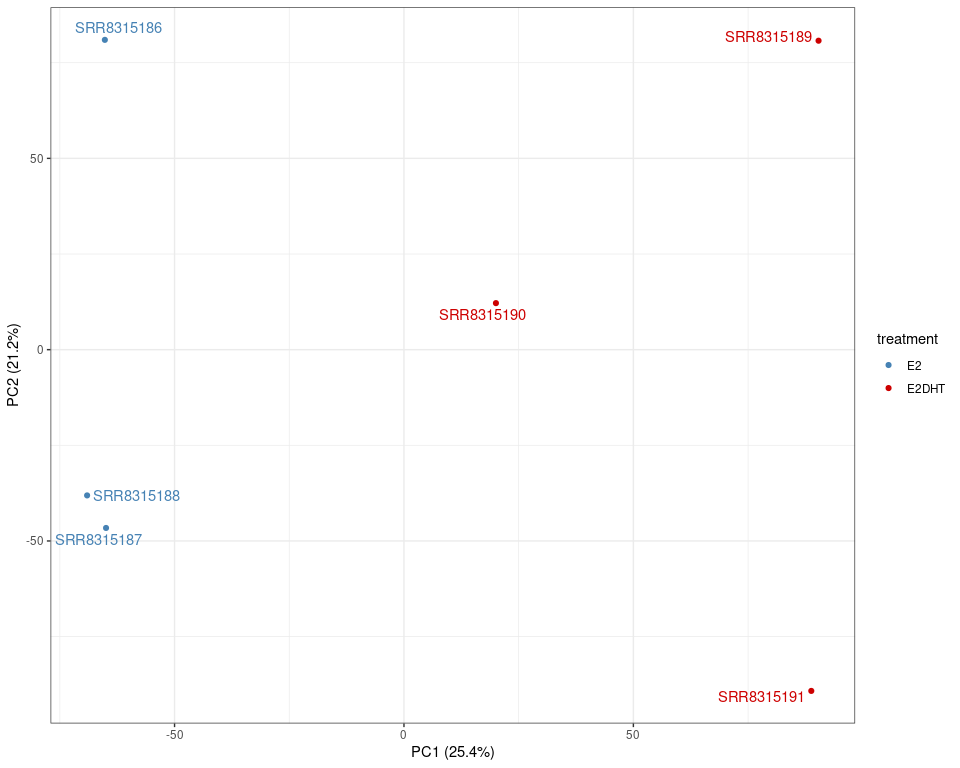 SRR8315186
SRR8315189
50
SRR8315190
0
PC2 (21.2%)
treatment
E2
E2DHT
SRR8315188
SRR8315187
-50
SRR8315191
-50
0
50
PC1 (25.4%)